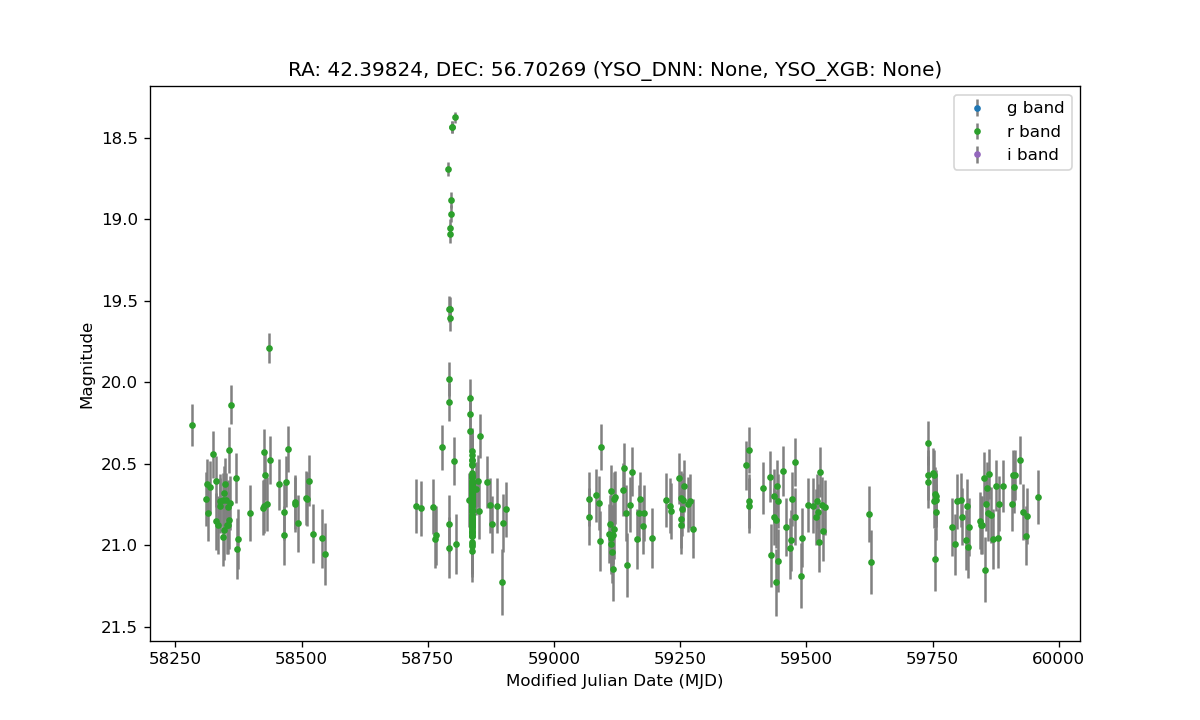 RA: 42.39824, DEC: 56.70269 (YSO_DNN: None, YSO_XGB: None)
g band
r band
i band
Magnitude
18.5
19.0
19.5
20.0
20.5
21.0
21.5
58250 58500 58750 59000 59250 59500 59750 60000
Modified Julian Date (MJD)